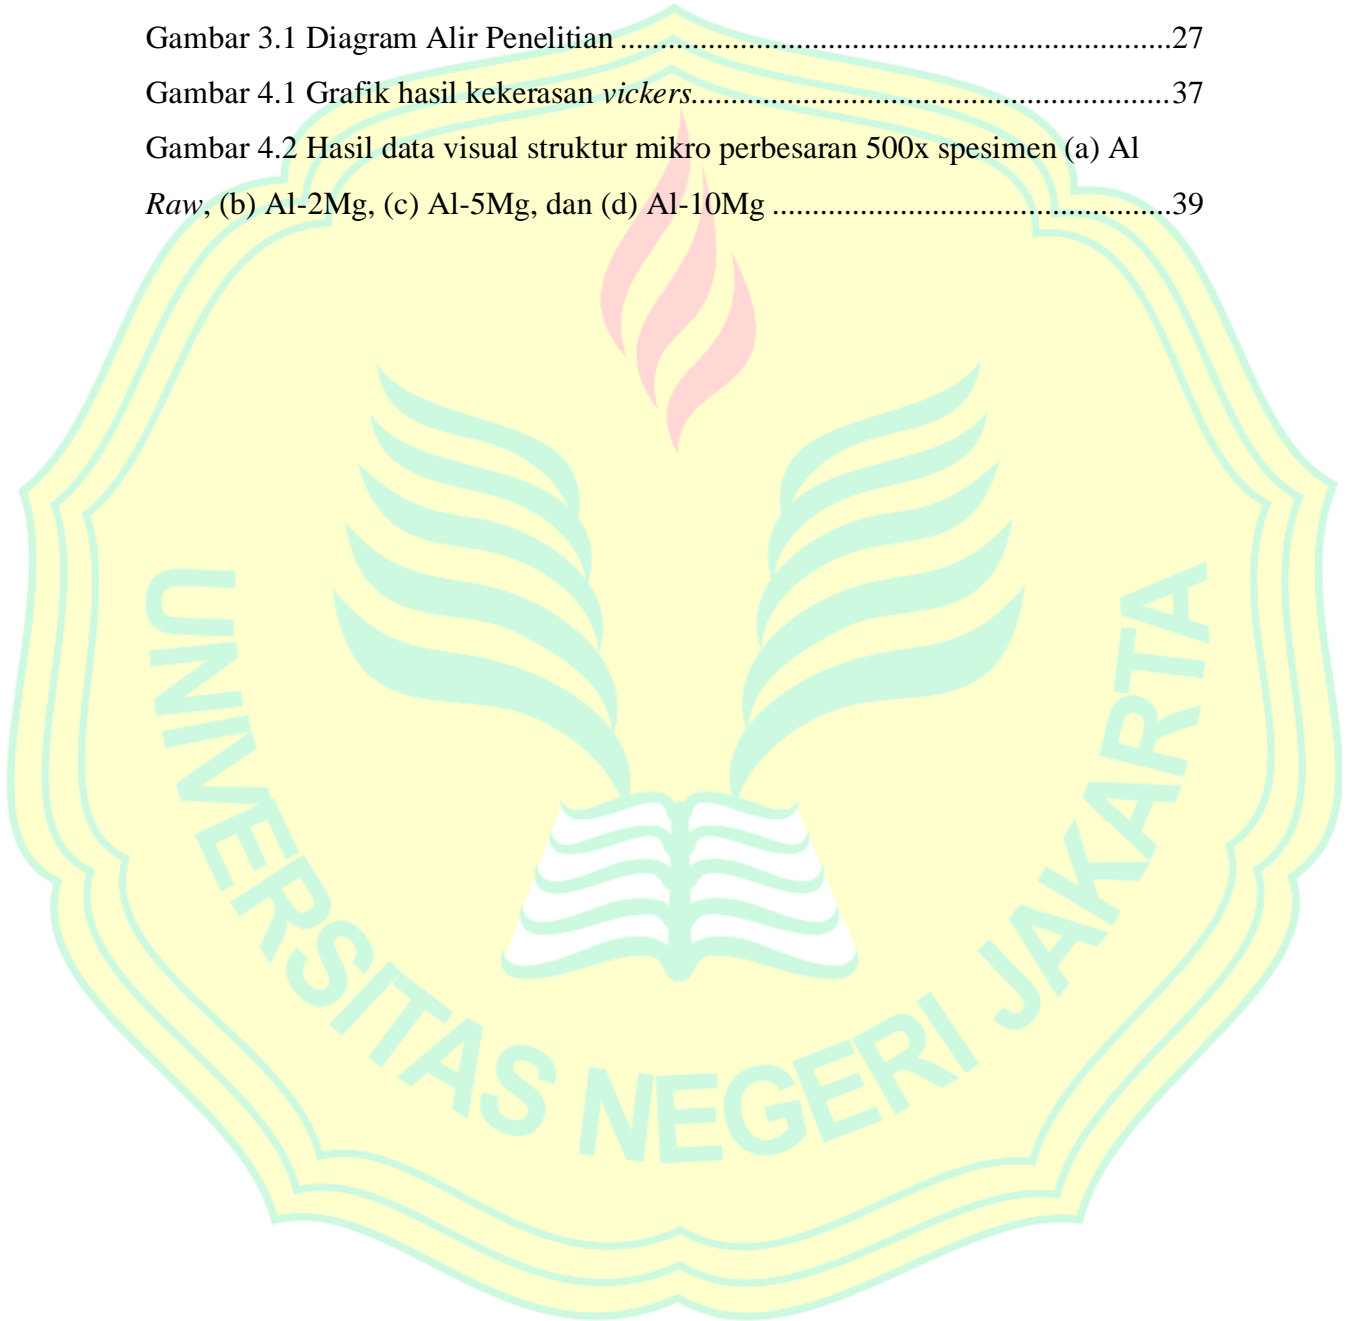 Gambar 3.1 Diagram Alir Penelitian ......................................................................27
Gambar 4.1 Grafik hasil kekerasan vickers.............................................................37
Gambar 4.2 Hasil data visual struktur mikro perbesaran 500x spesimen (a) Al
Raw, (b) Al-2Mg, (c) Al-5Mg, dan (d) Al-10Mg ...................................................39
UNIVERSITAS NEGERI JAKARTA